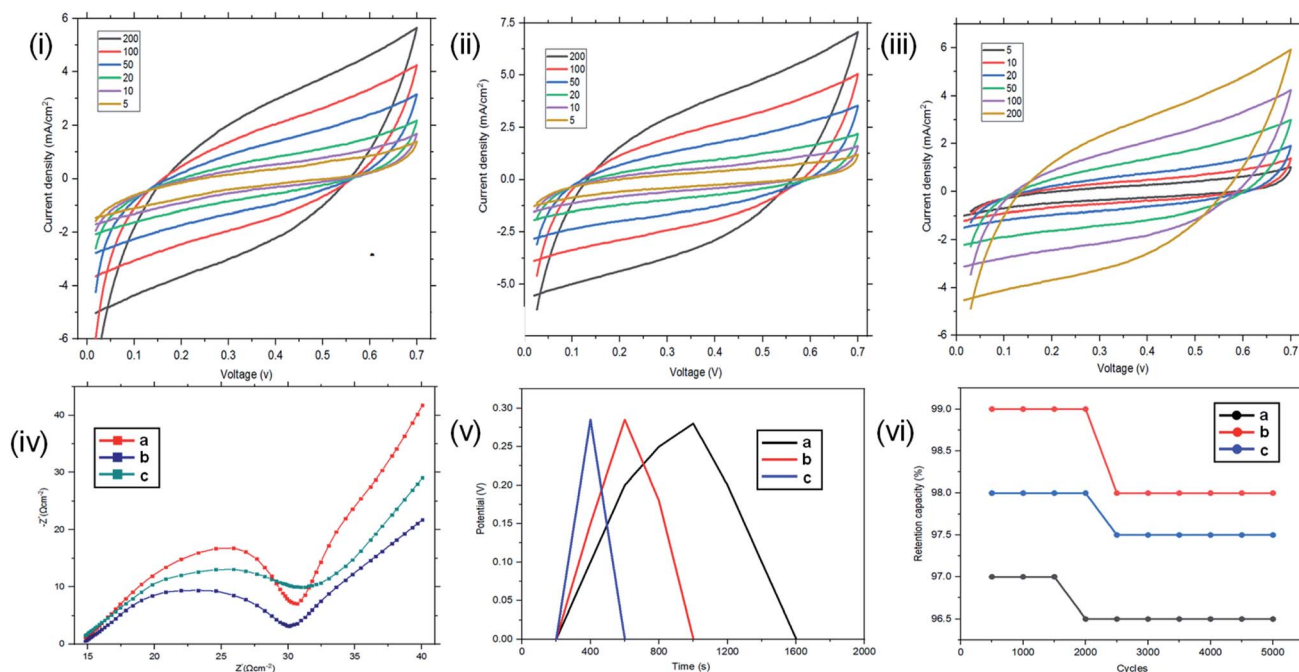 (i)
200
100
50
20
10
5
Current density (mA/cm²)
6
4
2
0
-2
-4
-6
0.0 0.1 0.2 0.3 0.4 0.5 0.6 0.7
Voltage (v)
(ii)
200
100
50
20
10
5
Current density (mA/cm²)
7.5
5.0
2.5
0.0
-2.5
-5.0
0.0 0.1 0.2 0.3 0.4 0.5 0.6 0.7
Voltage (V)
(iii)
5
10
20
50
100
200
Current density (mA/cm²)
6
4
2
0
-2
-4
-6
0.0 0.1 0.2 0.3 0.4 0.5 0.6 0.7
Voltage (v)
(iv)
a
b
c
-Z'(Ωcm⁻²)
40
30
20
10
0
15 20 25 30 35 40
Z'(Ωcm⁻²)
(v)
a
b
c
Potential (V)
0.30
0.25
0.20
0.15
0.10
0.05
0.00
0 400 800 1200 1600 2000
Time (s)
(vi)
a
b
c
Retention capacity (%)
99.0
98.5
98.0
97.5
97.0
96.5
0 1000 2000 3000 4000 5000
Cycles